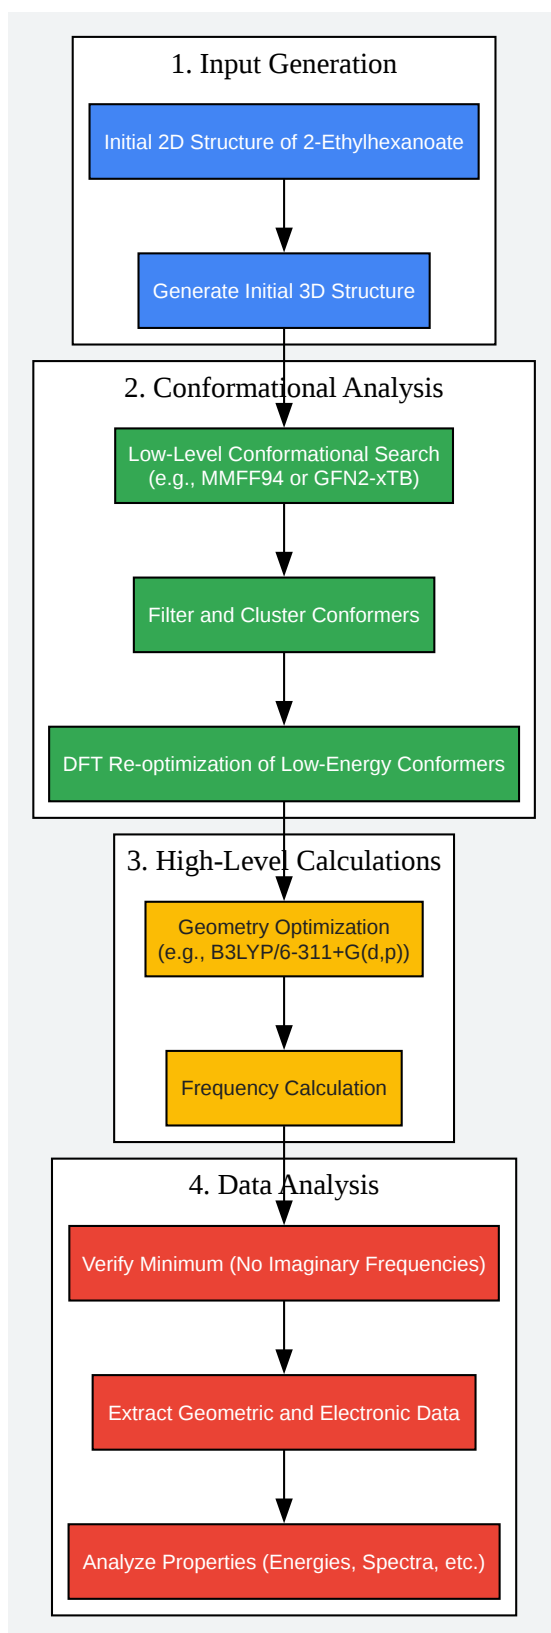 1. Input Generation
Initial 2D Structure of 2-Ethylhexanoate
Generate Initial 3D Structure
2. Conformational Analysis
Low-Level Conformational Search
(e.g., MMFF94 or GFN2-xTB)
Filter and Cluster Conformers
DFT Re-optimization of Low-Energy Conformers
3. High-Level Calculations
Geometry Optimization
(e.g., B3LYP/6-311+G(d,p))
Frequency Calculation
4. Data Analysis
Verify Minimum (No Imaginary Frequencies)
Extract Geometric and Electronic Data
Analyze Properties (Energies, Spectra, etc.)